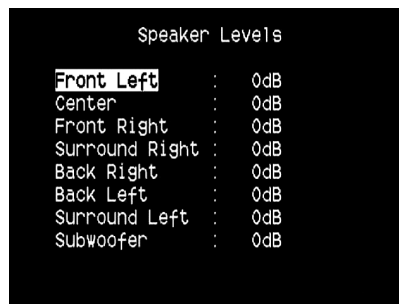 Speaker Levels
Front Left : 0dB
Center : 0dB
Front Right : 0dB
Surround Right : 0dB
Back Right : 0dB
Back Left : 0dB
Surround Left : 0dB
Subwoofer : 0dB